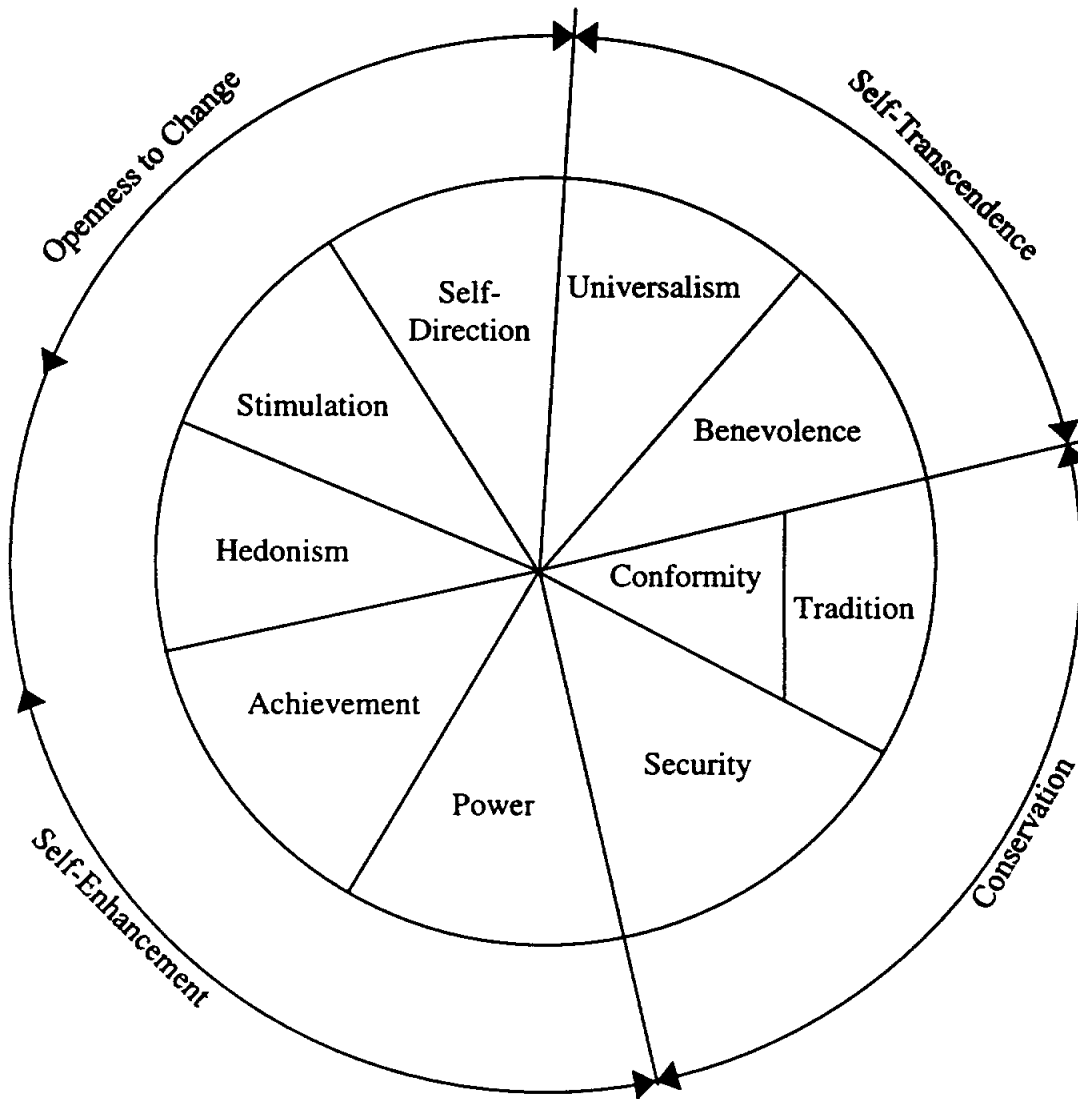 Openness to Change
Self-Transcendence
Self-
Direction
Universalism
Stimulation
Benevolence
Hedonism
Conformity
Tradition
Achievement
Security
Power
Self-Enhancement
Conservation